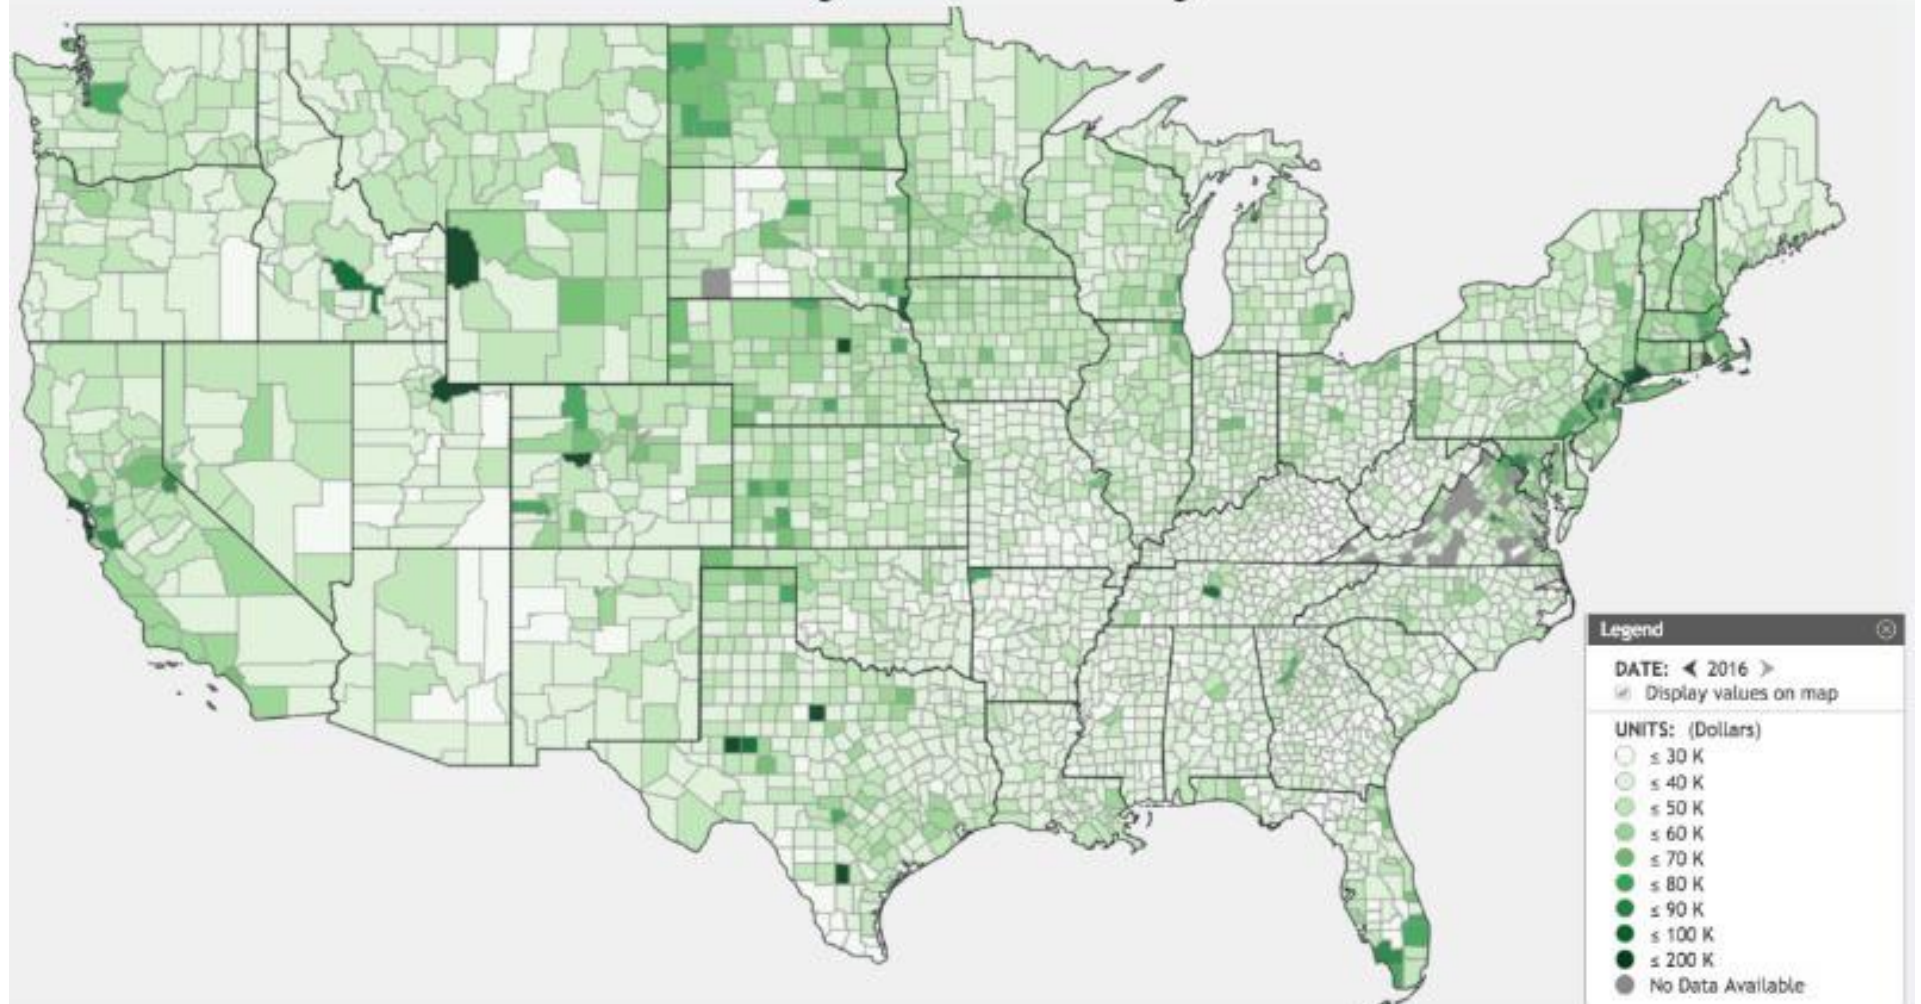 Legend
DATE: 2016
Display values on map
UNITS: (Dollars)
≤ 30 K
≤ 40 K
≤ 50 K
≤ 60 K
≤ 70 K
≤ 80 K
≤ 90 K
≤ 100 K
≤ 200 K
No Data Available